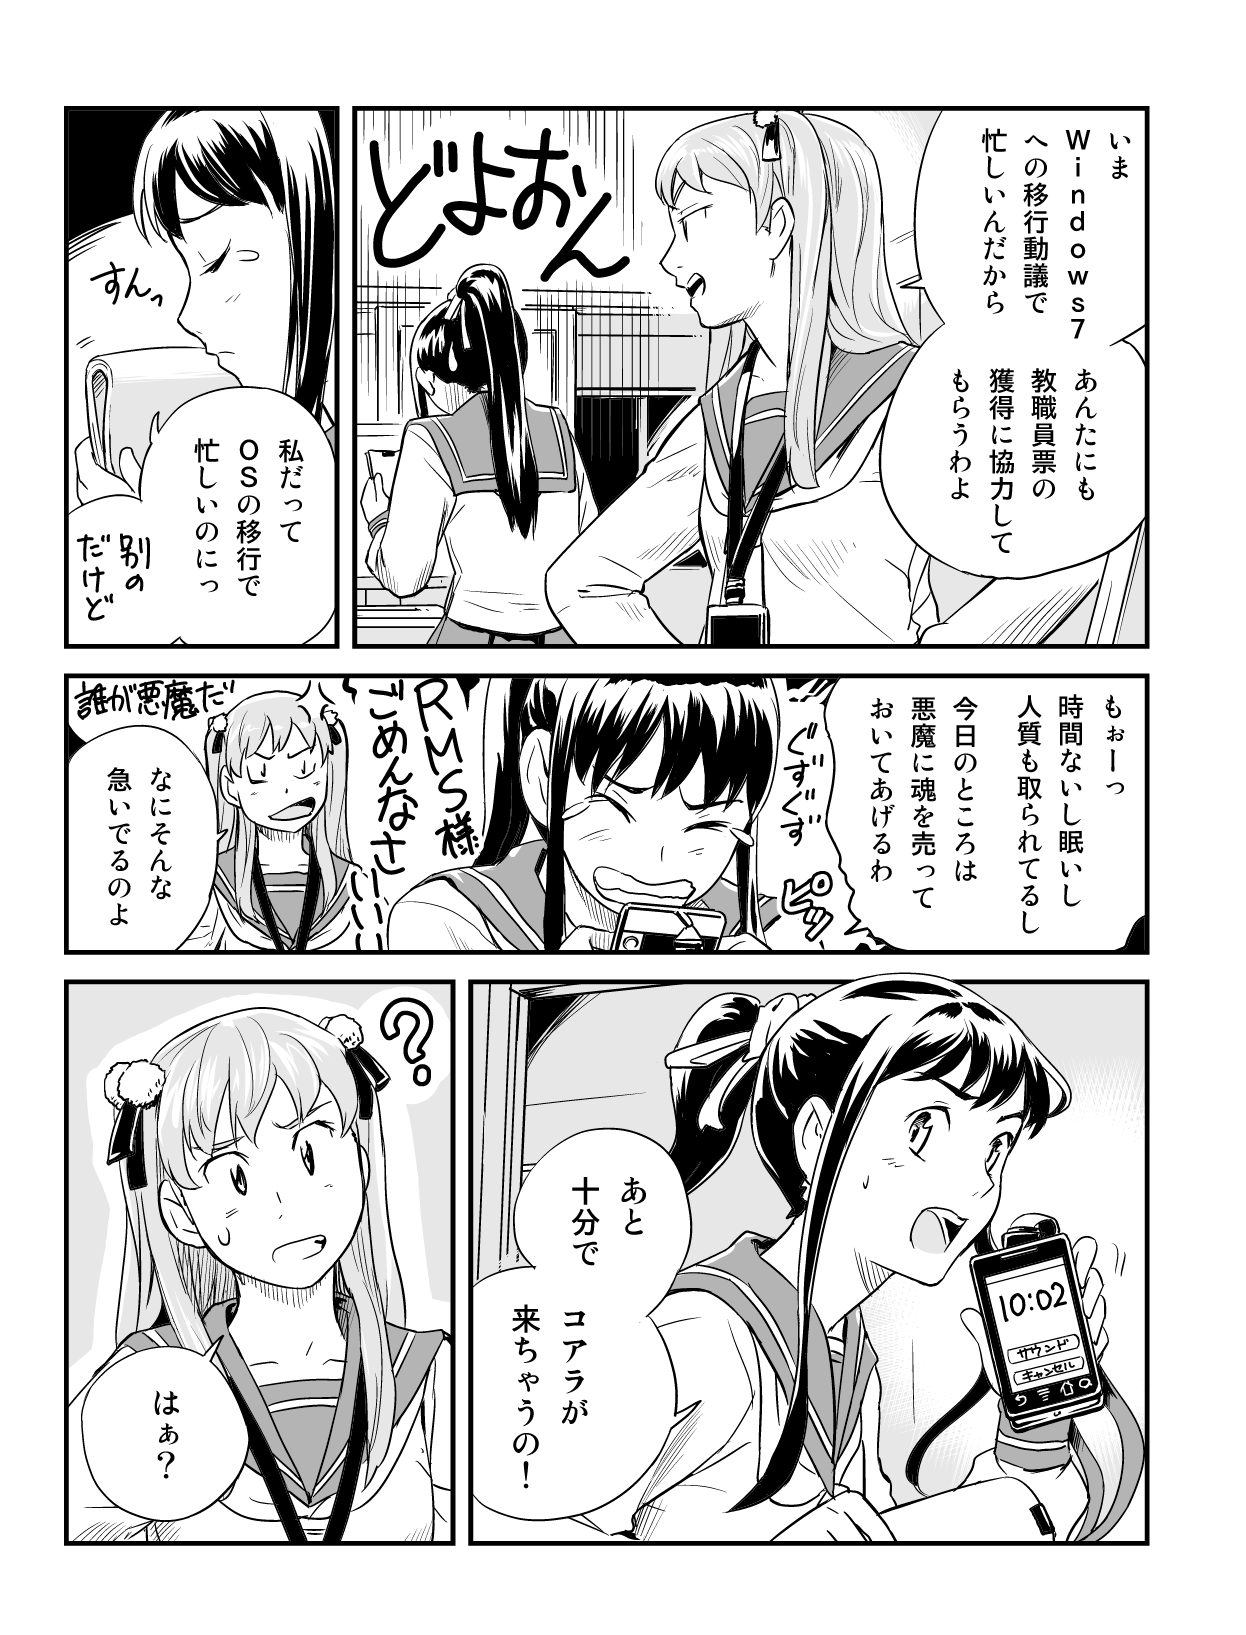 いま
Windows7
への移行動議で
忙しいんだから
あんたにも
教職員票の
獲得に協力して
もらうわよ
どよおん
すんっ
私だって
OSの移行で
忙しいのにっ
別の
だけど
もぉーっ
時間ないし眠いし
人質も取られてるし
今日のところは
悪魔に魂を売って
おいてあげるわ
ぐずぐず
ピッ
RMS様
ごめんなさいいいい
誰が悪魔だ
なにそんな
急いでるのよ
あと
十分で
コアラが
来ちゃうの!
10:02
サウンド
キャンセル
?
はぁ?